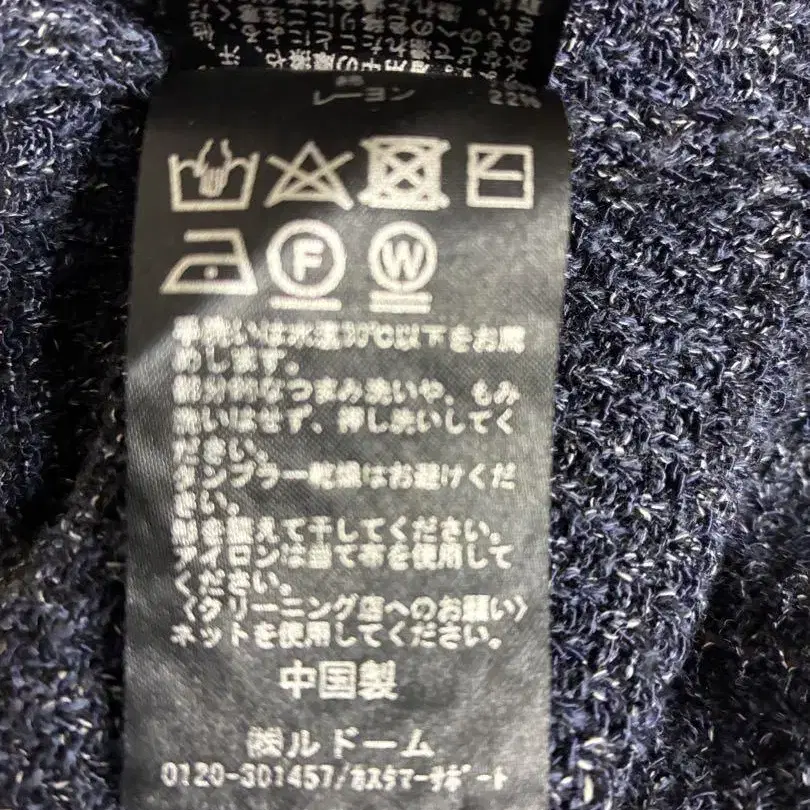 レーヨン 22%
F W
手洗いは水温30℃以下をお薦
めします。
部分的なつまみ洗いや、もみ
洗いはせず、押し洗いしてく
ださい。
タンブラー乾燥はお避けくだ
さい。
形を整えて干してください。
アイロンは当て布を使用して
ください。
〈クリーニング店へのお願い〉
ネットを使用してください。
中国製
㈱ルドーム
0120-301457/カスタマーサポート